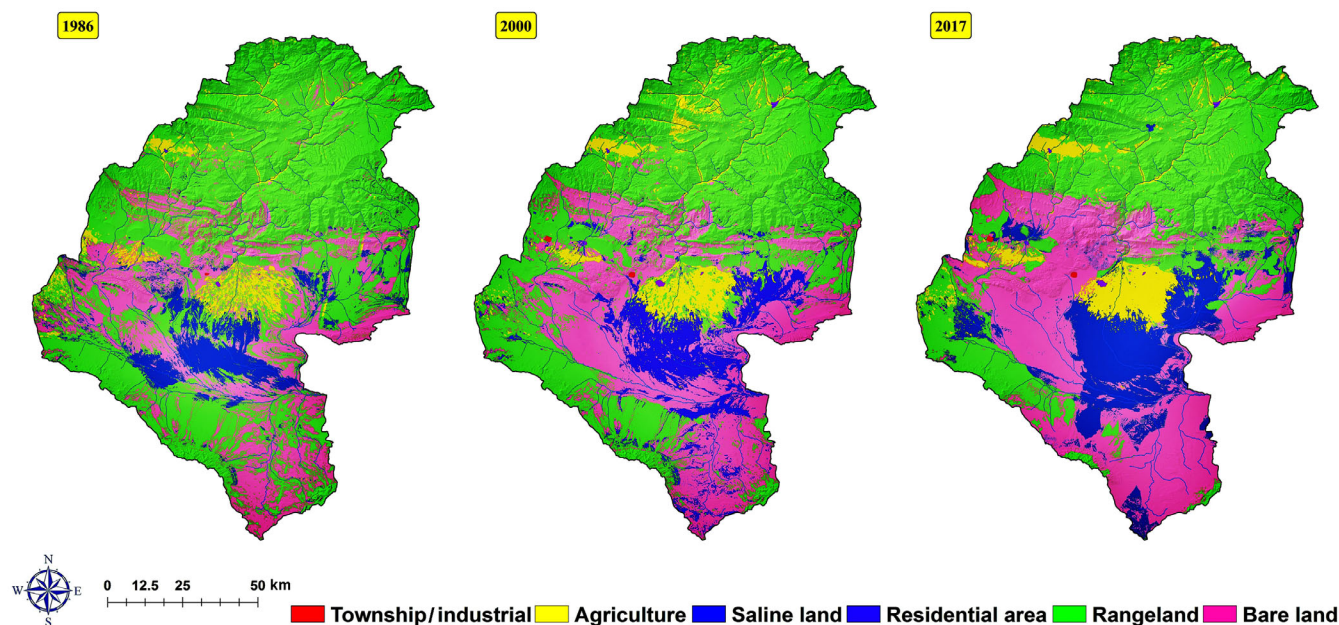 1986
2000
2017
N
W E
S
0 12.5 25 50 km
Township/industrial Agriculture Saline land Residential area Rangeland Bare land